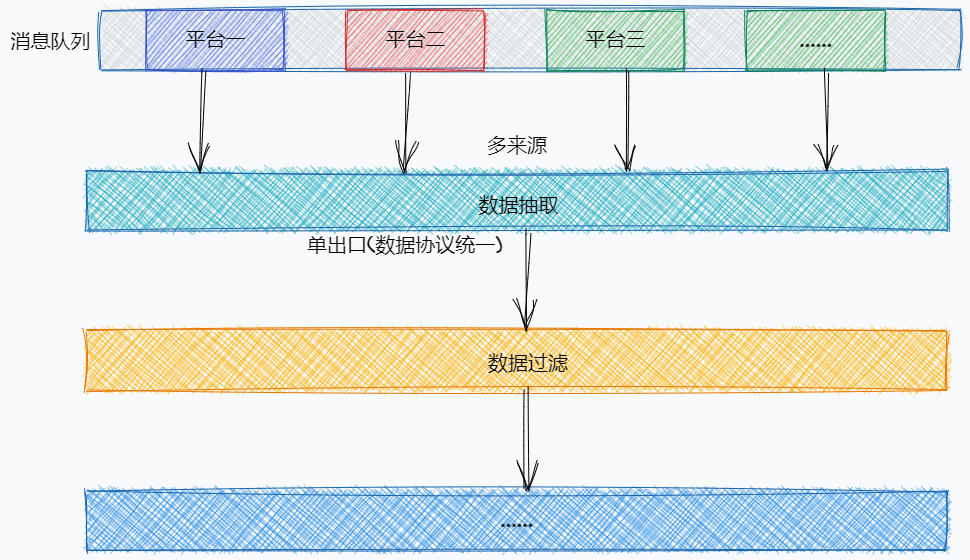 消息队列
平台一
平台二
平台三
......
多来源
数据抽取
单出口(数据协议统一)
数据过滤
......